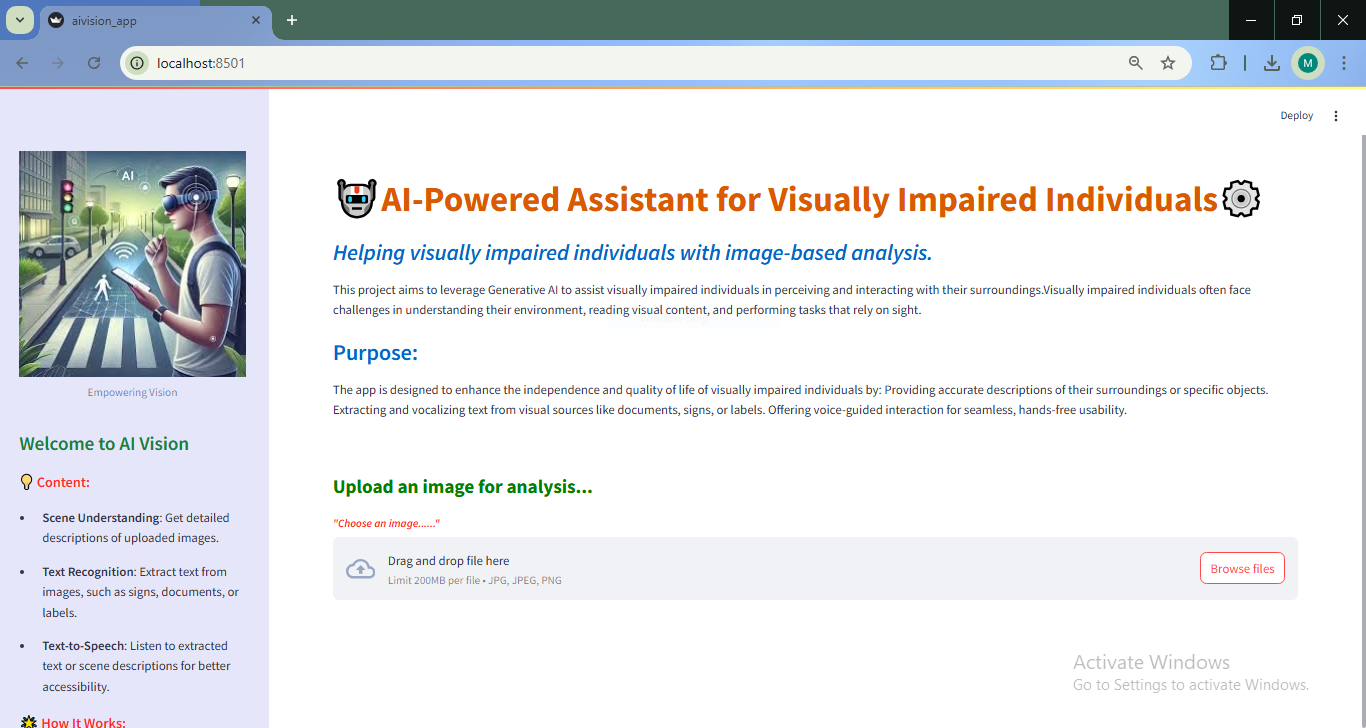 aivision_app
localhost:8501
M
Deploy
AI
Empowering Vision
Welcome to AI Vision
Content:
Scene Understanding: Get detailed
descriptions of uploaded images.
Text Recognition: Extract text from
images, such as signs, documents, or
labels.
Text-to-Speech: Listen to extracted
text or scene descriptions for better
accessibility.
How It Works:
AI-Powered Assistant for Visually Impaired Individuals
Helping visually impaired individuals with image-based analysis.
This project aims to leverage Generative AI to assist visually impaired individuals in perceiving and interacting with their surroundings.Visually impaired individuals often face
challenges in understanding their environment, reading visual content, and performing tasks that rely on sight.
Purpose:
The app is designed to enhance the independence and quality of life of visually impaired individuals by: Providing accurate descriptions of their surroundings or specific objects.
Extracting and vocalizing text from visual sources like documents, signs, or labels. Offering voice-guided interaction for seamless, hands-free usability.
Upload an image for analysis...
"Choose an image......"
Drag and drop file here
Limit 200MB per file • JPG, JPEG, PNG
Browse files
Activate Windows
Go to Settings to activate Windows.